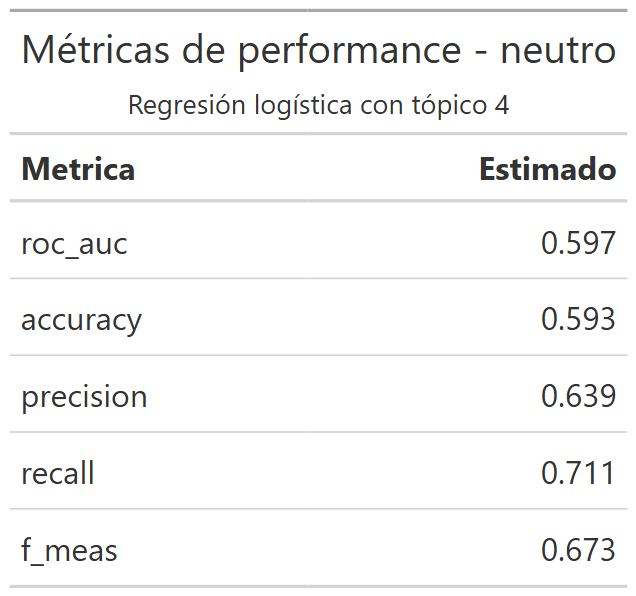 Métricas de performance - neutro
Regresión logística con tópico 4
Metrica Estimado
roc_auc 0.597
accuracy 0.593
precision 0.639
recall 0.711
f_meas 0.673